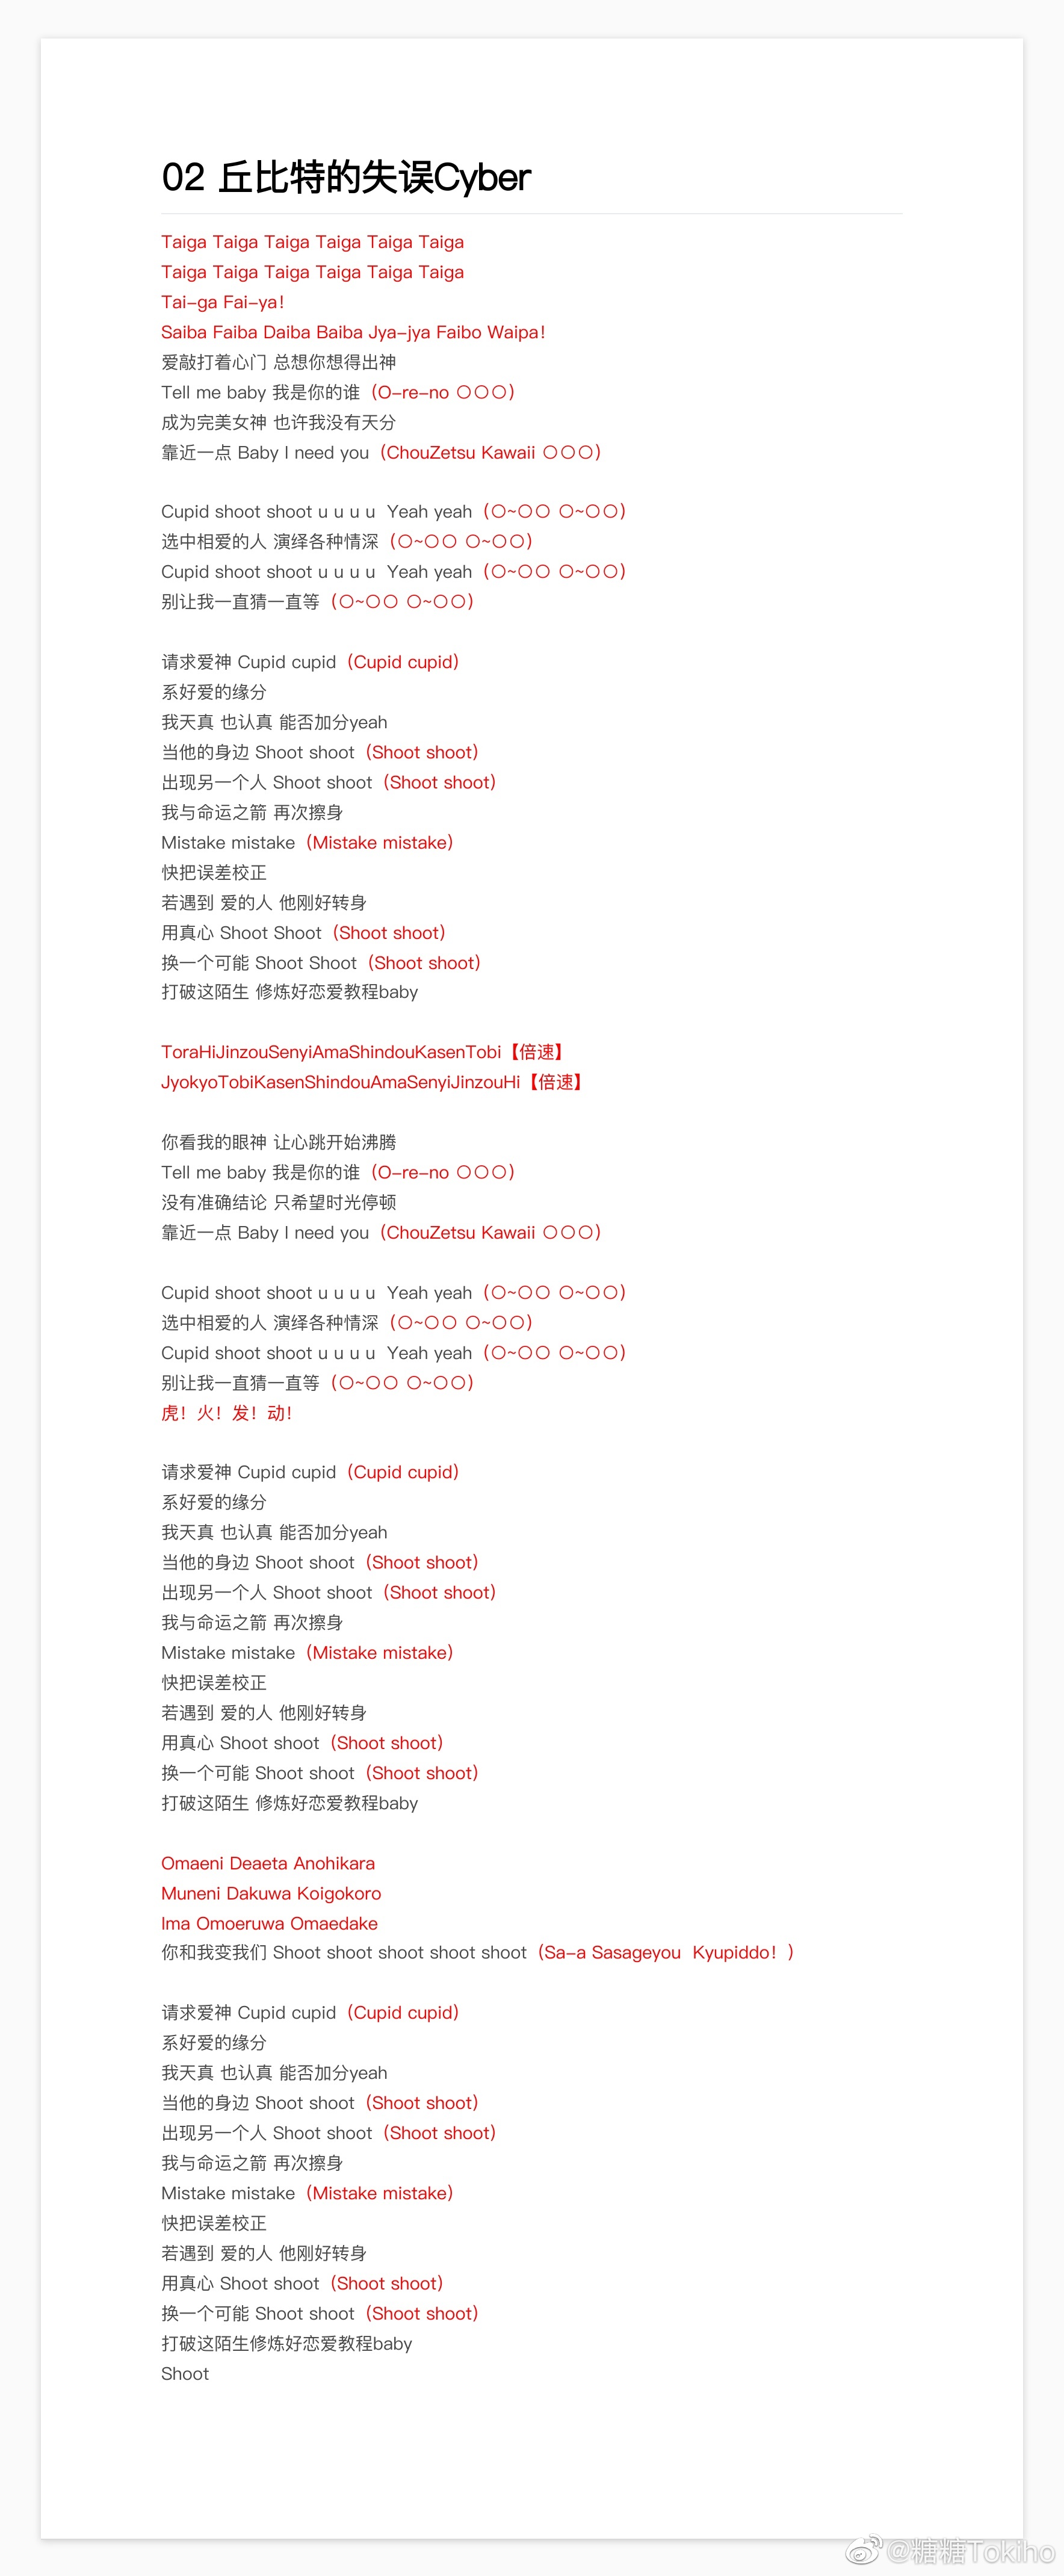 02 丘比特的失误Cyber
Taiga Taiga Taiga Taiga Taiga Taiga
Taiga Taiga Taiga Taiga Taiga Taiga
Tai-ga Fai-ya!
Saiba Faiba Daiba Baiba Jya-jya Faibo Waipa!
爱敲打着心门 总想你想得出神
Tell me baby 我是你的谁（O-re-no 〇〇〇）
成为完美女神 也许我没有天分
靠近一点 Baby I need you（ChouZetsu Kawaii 〇〇〇）
Cupid shoot shoot u u u u  Yeah yeah（〇~〇〇 〇~〇〇）
选中相爱的人 演绎各种情深（〇~〇〇 〇~〇〇）
Cupid shoot shoot u u u u  Yeah yeah（〇~〇〇 〇~〇〇）
别让我一直猜一直等（〇~〇〇 〇~〇〇）
请求爱神 Cupid cupid（Cupid cupid）
系好爱的缘分
我天真 也认真 能否加分yeah
当他的身边 Shoot shoot（Shoot shoot）
出现另一个人 Shoot shoot（Shoot shoot）
我与命运之箭 再次擦身
Mistake mistake（Mistake mistake）
快把误差校正
若遇到 爱的人 他刚好转身
用真心 Shoot Shoot（Shoot shoot）
换一个可能 Shoot Shoot（Shoot shoot）
打破这陌生 修炼好恋爱教程baby
ToraHiJinzouSenyiAmaShindouKasenTobi【倍速】
JyokyoTobiKasenShindouAmaSenyiJinzouHi【倍速】
你看我的眼神 让心跳开始沸腾
Tell me baby 我是你的谁（O-re-no 〇〇〇）
没有准确结论 只希望时光停顿
靠近一点 Baby I need you（ChouZetsu Kawaii 〇〇〇）
Cupid shoot shoot u u u u  Yeah yeah（〇~〇〇 〇~〇〇）
选中相爱的人 演绎各种情深（〇~〇〇 〇~〇〇）
Cupid shoot shoot u u u u  Yeah yeah（〇~〇〇 〇~〇〇）
别让我一直猜一直等（〇~〇〇 〇~〇〇）
虎！火！发！动！
请求爱神 Cupid cupid（Cupid cupid）
系好爱的缘分
我天真 也认真 能否加分yeah
当他的身边 Shoot shoot（Shoot shoot）
出现另一个人 Shoot shoot（Shoot shoot）
我与命运之箭 再次擦身
Mistake mistake（Mistake mistake）
快把误差校正
若遇到 爱的人 他刚好转身
用真心 Shoot shoot（Shoot shoot）
换一个可能 Shoot shoot（Shoot shoot）
打破这陌生 修炼好恋爱教程baby
Omaeni Deaeta Anohikara
Muneni Dakuwa Koigokoro
Ima Omoeruwa Omaedake
你和我变我们 Shoot shoot shoot shoot shoot（Sa-a Sasageyou  Kyupiddo！）
请求爱神 Cupid cupid（Cupid cupid）
系好爱的缘分
我天真 也认真 能否加分yeah
当他的身边 Shoot shoot（Shoot shoot）
出现另一个人 Shoot shoot（Shoot shoot）
我与命运之箭 再次擦身
Mistake mistake（Mistake mistake）
快把误差校正
若遇到 爱的人 他刚好转身
用真心 Shoot shoot（Shoot shoot）
换一个可能 Shoot shoot（Shoot shoot）
打破这陌生修炼好恋爱教程baby
Shoot
@糖糖Tokiho